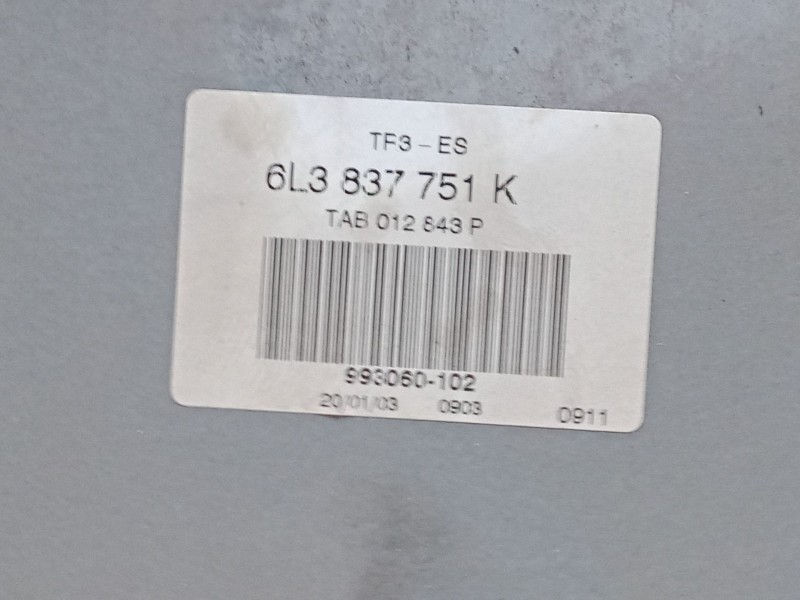 TF3-ES
6L3 837 751 K
TAB 012 843 P
993060-102
20/01/03 0903 0911